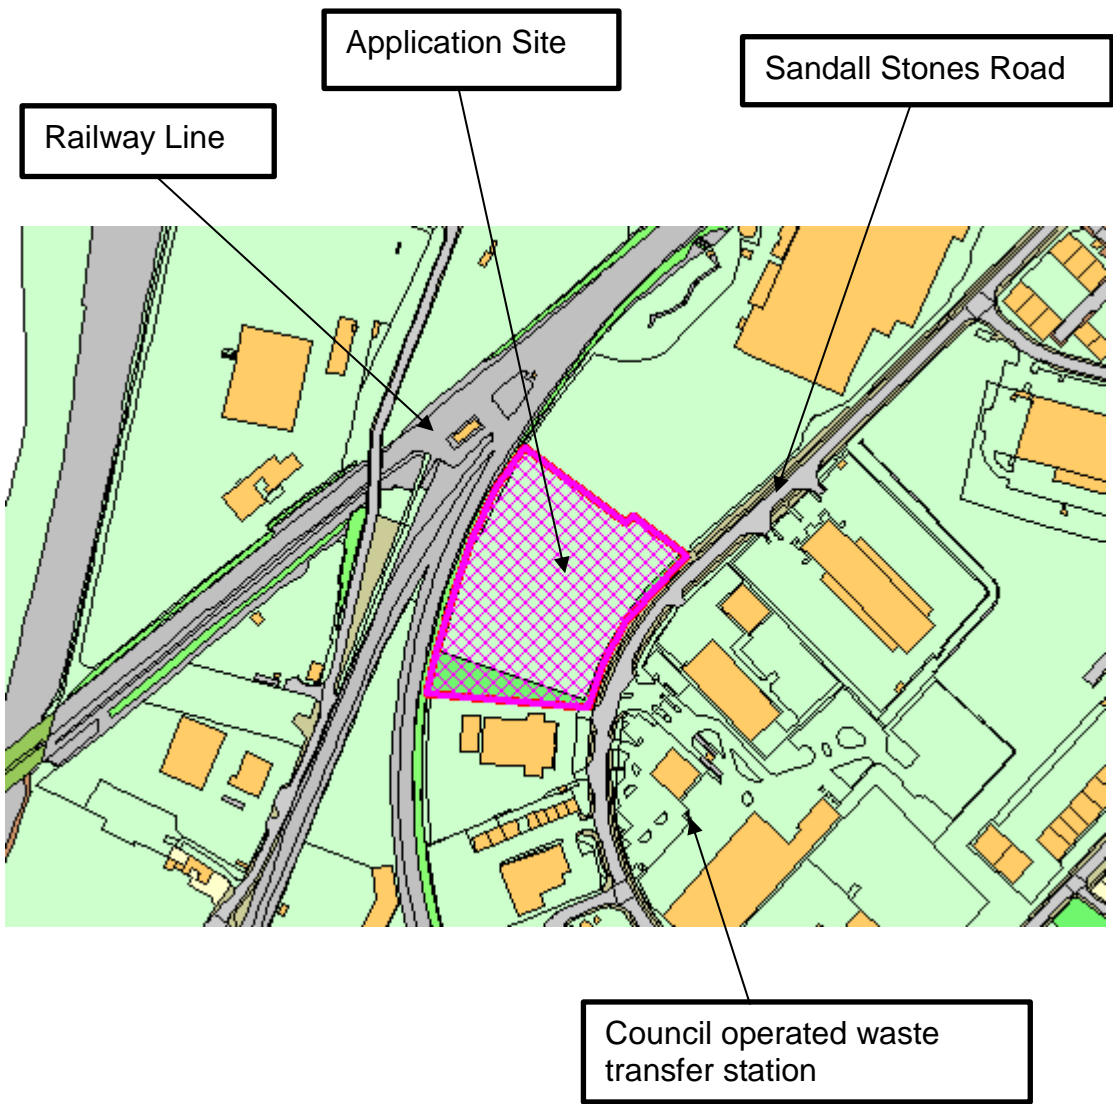 Application Site
Sandall Stones Road
Railway Line
Council operated waste
transfer station